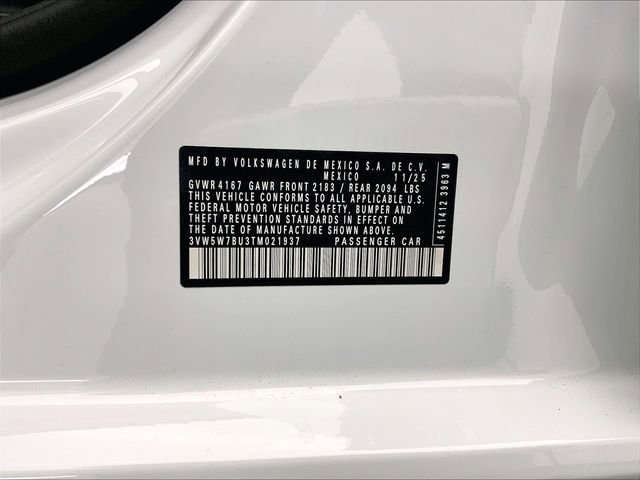 MFD BY VOLKSWAGEN DE MEXICO S.A. DE C.V.
MEXICO 11/25
GVWR 4167 GAWR FRONT 2183 / REAR 2094 LBS
THIS VEHICLE CONFORMS TO ALL APPLICABLE U.S.
FEDERAL MOTOR VEHICLE SAFETY, BUMPER AND
THEFT PREVENTION STANDARDS IN EFFECT ON
THE DATE OF MANUFACTURE SHOWN ABOVE.
3VW5W7BU3TM021937 PASSENGER CAR
4511412 3963 M